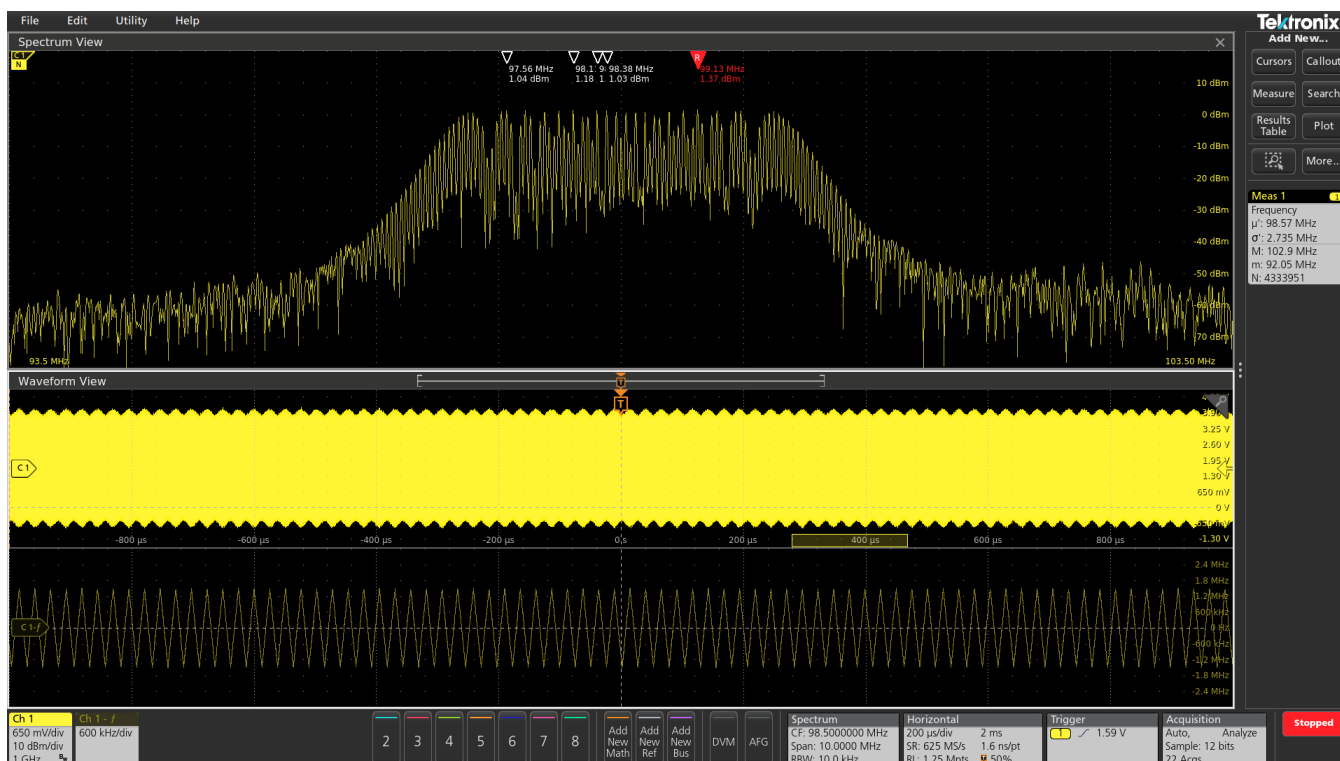 File Edit Utility Help
Tektronix
Add New...
Spectrum View
C 1
N
R
97.56 MHz 98.38 MHz 99.13 MHz
1.04 dBm 1.18 1.03 dBm 1.37 dBm
10 dBm
0 dBm
-10 dBm
-20 dBm
-30 dBm
-40 dBm
-50 dBm
-60 dBm
-70 dBm
93.5 MHz 103.50 MHz
Cursors Callout
Measure Search
Results Table Plot
More...
Meas 1 1
Frequency
µ': 98.57 MHz
σ': 2.735 MHz
M: 102.9 MHz
m: 92.05 MHz
N: 4333951
Waveform View
T
T
3.25 V
2.60 V
C 1
1.95 V
1.30 V
650 mV
0 V
-1.30 V
-800 µs -600 µs -400 µs -200 µs 0 s 200 µs 400 µs 600 µs 800 µs
2.4 MHz
1.8 MHz
1.2 MHz
600 kHz
C 1-f
0 Hz
-600 kHz
-1.2 MHz
-1.8 MHz
-2.4 MHz
Ch 1
650 mV/div
10 dBm/div
1 GHz
Ch 1 - f
600 kHz/div
2 3 4 5 6 7 8
Add New Math
Add New Ref
Add New Bus
DVM AFG
Spectrum
CF: 98.5000000 MHz
Span: 10.0000 MHz
RBW: 10.0 kHz
Horizontal
200 µs/div 2 ms
SR: 625 MS/s 1.6 ns/pt
RL: 1.25 Mpts 50%
Trigger
1 1.59 V
Acquisition
Auto, Analyze
Sample: 12 bits
22 Acqs
Stopped